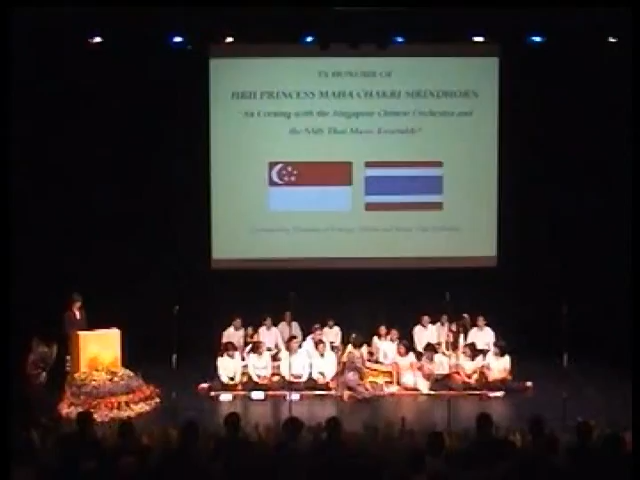 IN HONOUR OF
HRH PRINCESS MAHA CHAKRI SIRINDHORN
"An Evening with the Singapore Chinese Orchestra and
the NUS Thai Music Ensemble"